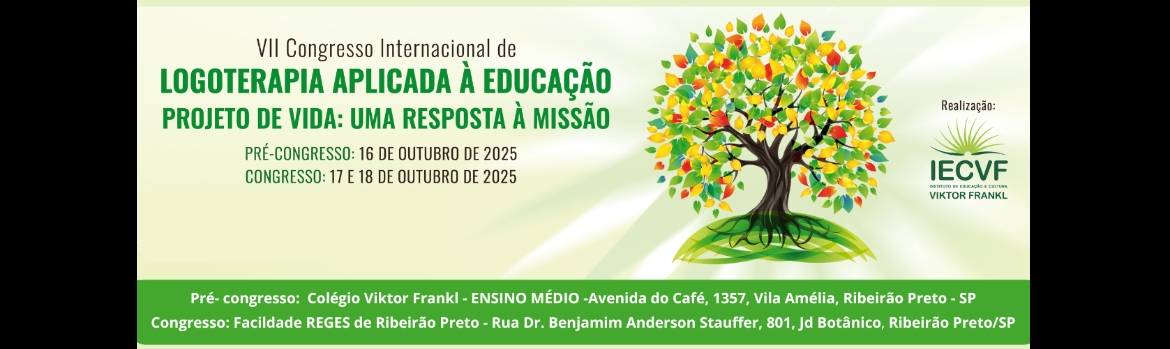 VII Congresso Internacional de
LOGOTERAPIA APLICADA À EDUCAÇÃO
PROJETO DE VIDA: UMA RESPOSTA À MISSÃO
PRÉ-CONGRESSO: 16 DE OUTUBRO DE 2025
CONGRESSO: 17 E 18 DE OUTUBRO DE 2025
Realização:
IECVF
INSTITUTO DE EDUCAÇÃO E CULTURA
VIKTOR FRANKL
Pré- congresso: Colégio Viktor Frankl - ENSINO MÉDIO -Avenida do Café, 1357, Vila Amélia, Ribeirão Preto - SP
Congresso: Facildade REGES de Ribeirão Preto - Rua Dr. Benjamim Anderson Stauffer, 801, Jd Botânico, Ribeirão Preto/SP